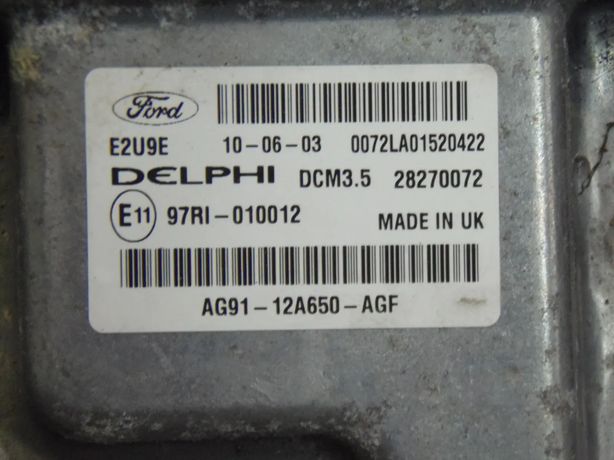 Ford
E2U9E 10-06-03 0072LA01520422
DELPHI DCM3.5 28270072
E11 97RI-010012 MADE IN UK
AG91-12A650-AGF